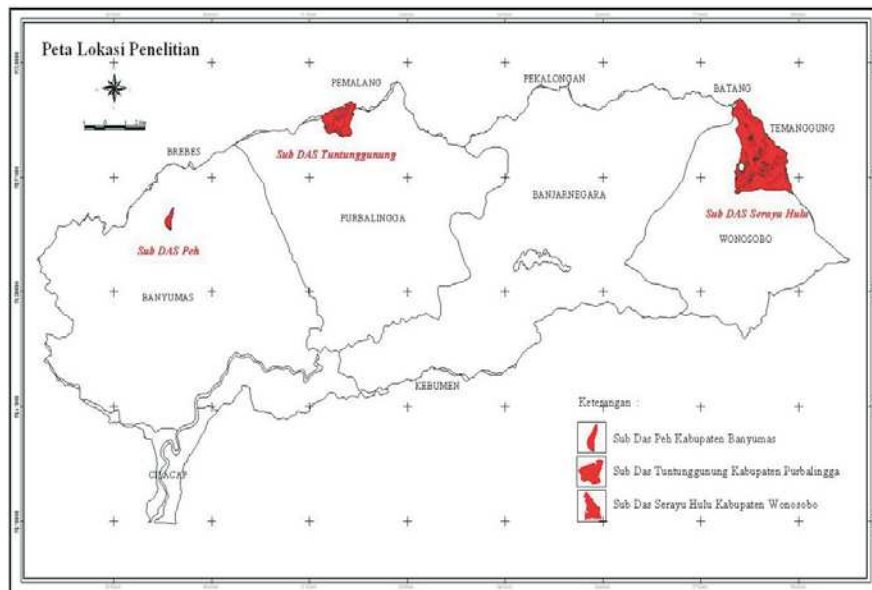 Peta Lokasi Penelitian
PEMALANG
PEKALONGAN
BATANG
TEMANGGUNG
BREBES
Sub DAS Tuntunggunung
BANJARNEGARA
PURBALINGGA
Sub DAS Serayu Hulu
WONOSOBO
Sub DAS Peh
BANYUMAS
KEBUMEN
CILACAP
Keterangan :
Sub Das Peh Kabupaten Banyumas
Sub Das Tuntunggunung Kabupaten Purbalingga
Sub Das Serayu Hulu Kabupaten Wonosobo